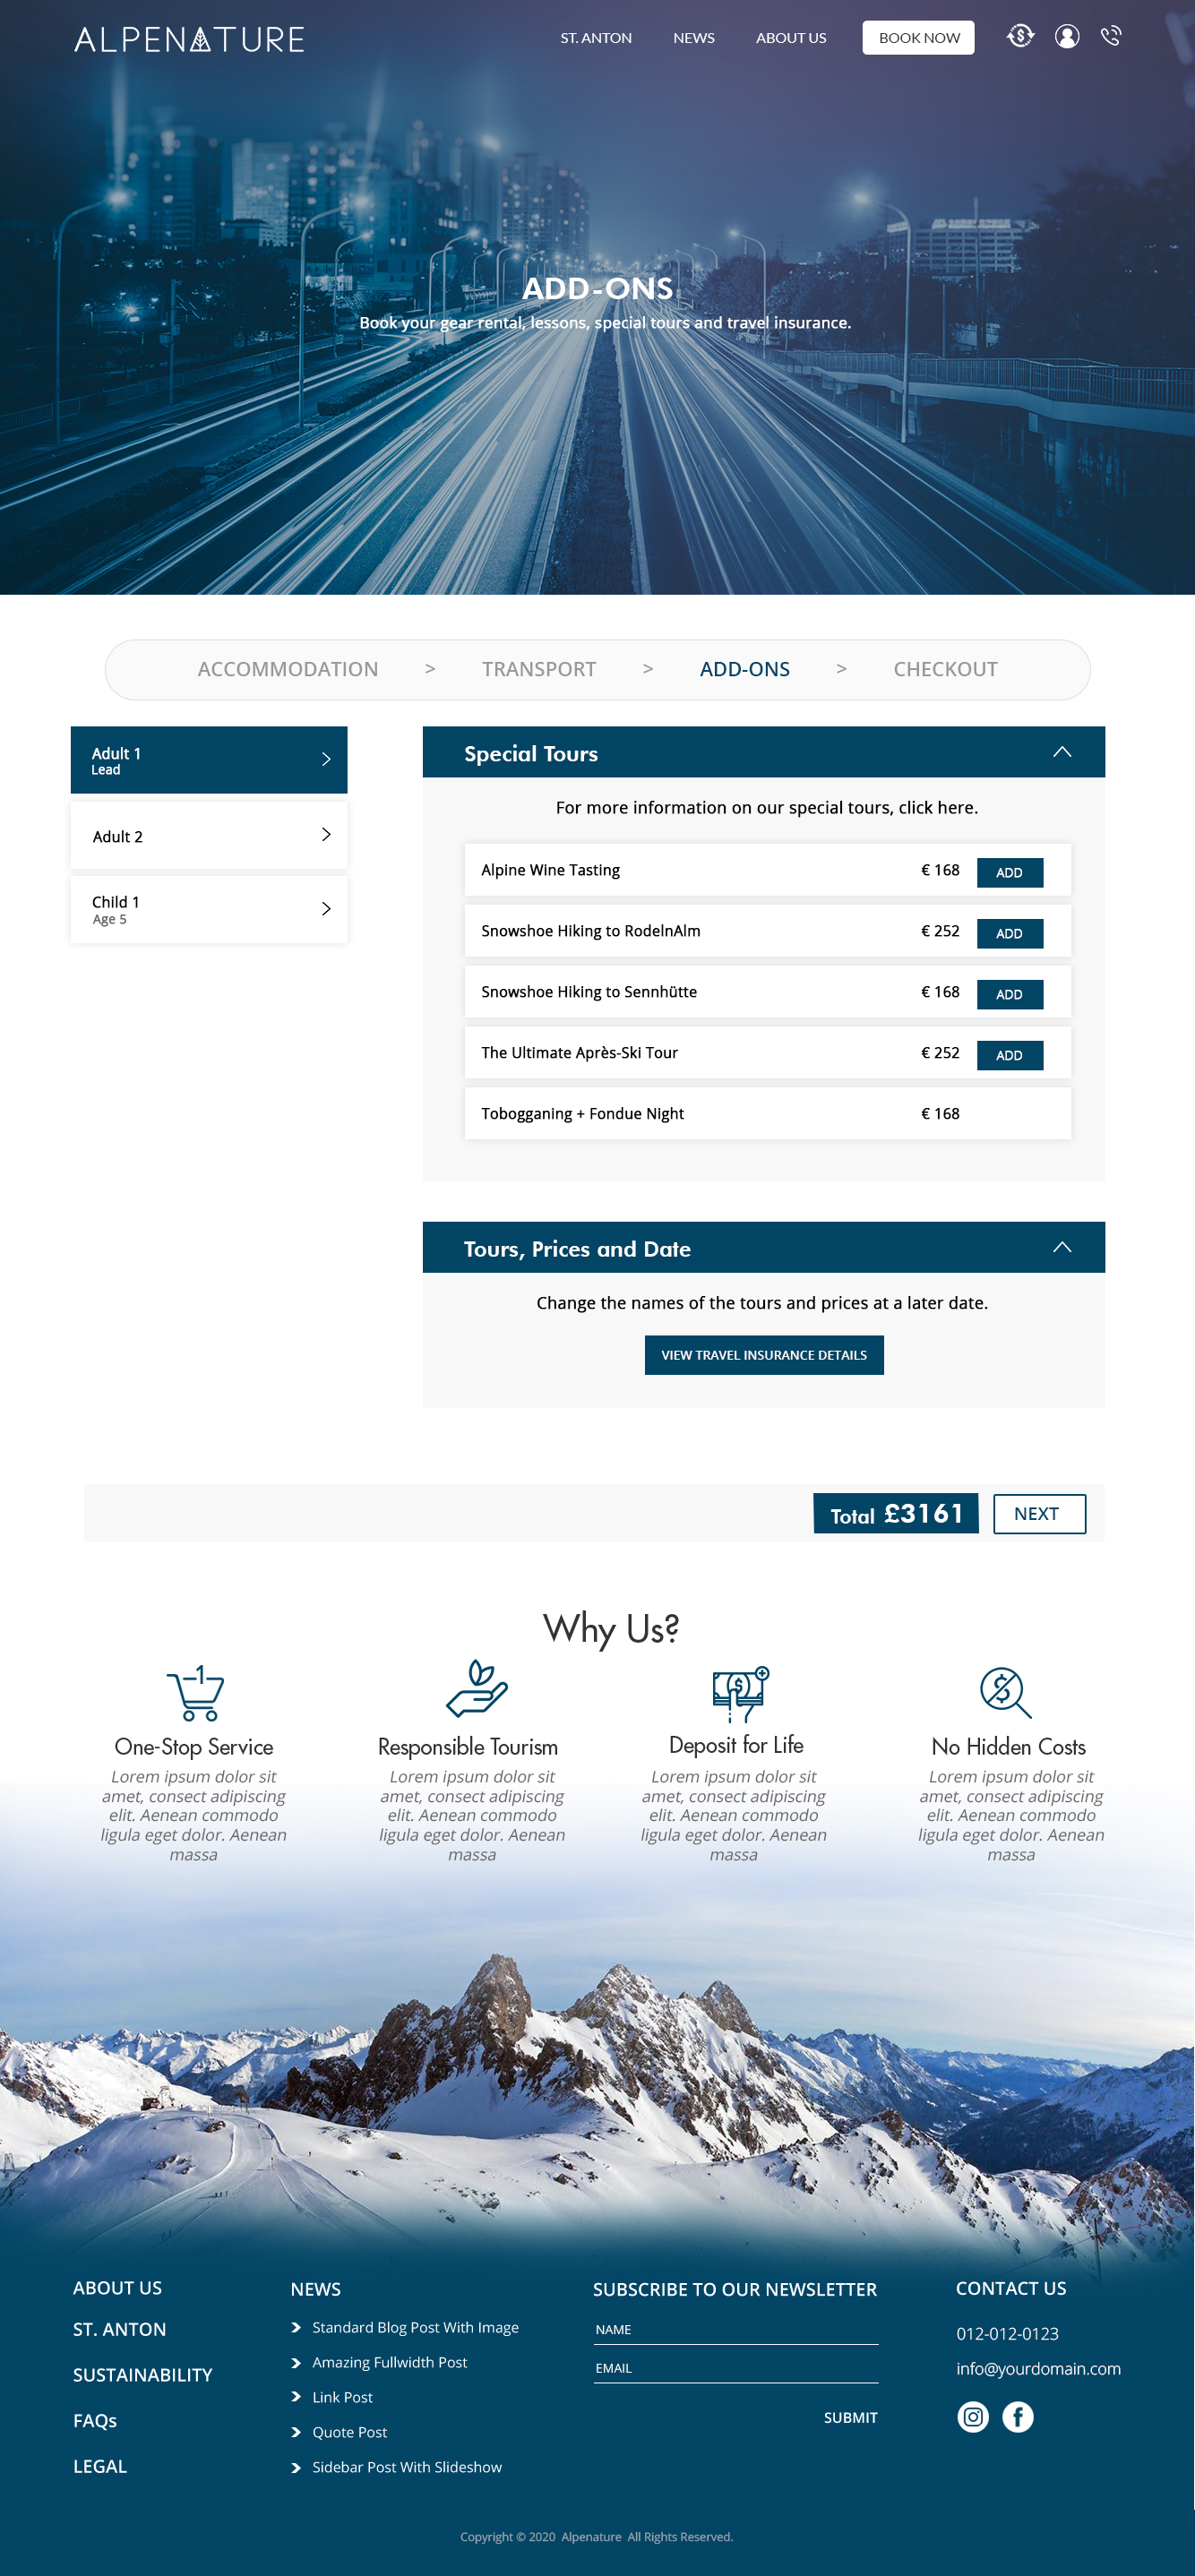 ALPENATURE
ST. ANTON
NEWS
ABOUT US
BOOK NOW
ADD-ONS
Book your gear rental, lessons, special tours and travel insurance.
ACCOMMODATION > TRANSPORT > ADD-ONS > CHECKOUT
Adult 1
Lead
Adult 2
Child 1
Age 5
Special Tours
For more information on our special tours, click here.
Alpine Wine Tasting € 168 ADD
Snowshoe Hiking to RodelnAlm € 252 ADD
Snowshoe Hiking to Sennhütte € 168 ADD
The Ultimate Après-Ski Tour € 252 ADD
Tobogganing + Fondue Night € 168
Tours, Prices and Date
Change the names of the tours and prices at a later date.
VIEW TRAVEL INSURANCE DETAILS
Total £3161
NEXT
Why Us?
One-Stop Service
Lorem ipsum dolor sit
amet, consect adipiscing
elit. Aenean commodo
ligula eget dolor. Aenean
massa
Responsible Tourism
Lorem ipsum dolor sit
amet, consect adipiscing
elit. Aenean commodo
ligula eget dolor. Aenean
massa
Deposit for Life
Lorem ipsum dolor sit
amet, consect adipiscing
elit. Aenean commodo
ligula eget dolor. Aenean
massa
No Hidden Costs
Lorem ipsum dolor sit
amet, consect adipiscing
elit. Aenean commodo
ligula eget dolor. Aenean
massa
ABOUT US
ST. ANTON
SUSTAINABILITY
FAQs
LEGAL
NEWS
Standard Blog Post With Image
Amazing Fullwidth Post
Link Post
Quote Post
Sidebar Post With Slideshow
SUBSCRIBE TO OUR NEWSLETTER
NAME
EMAIL
SUBMIT
CONTACT US
012-012-0123
info@yourdomain.com
Copyright © 2020 Alpenature All Rights Reserved.